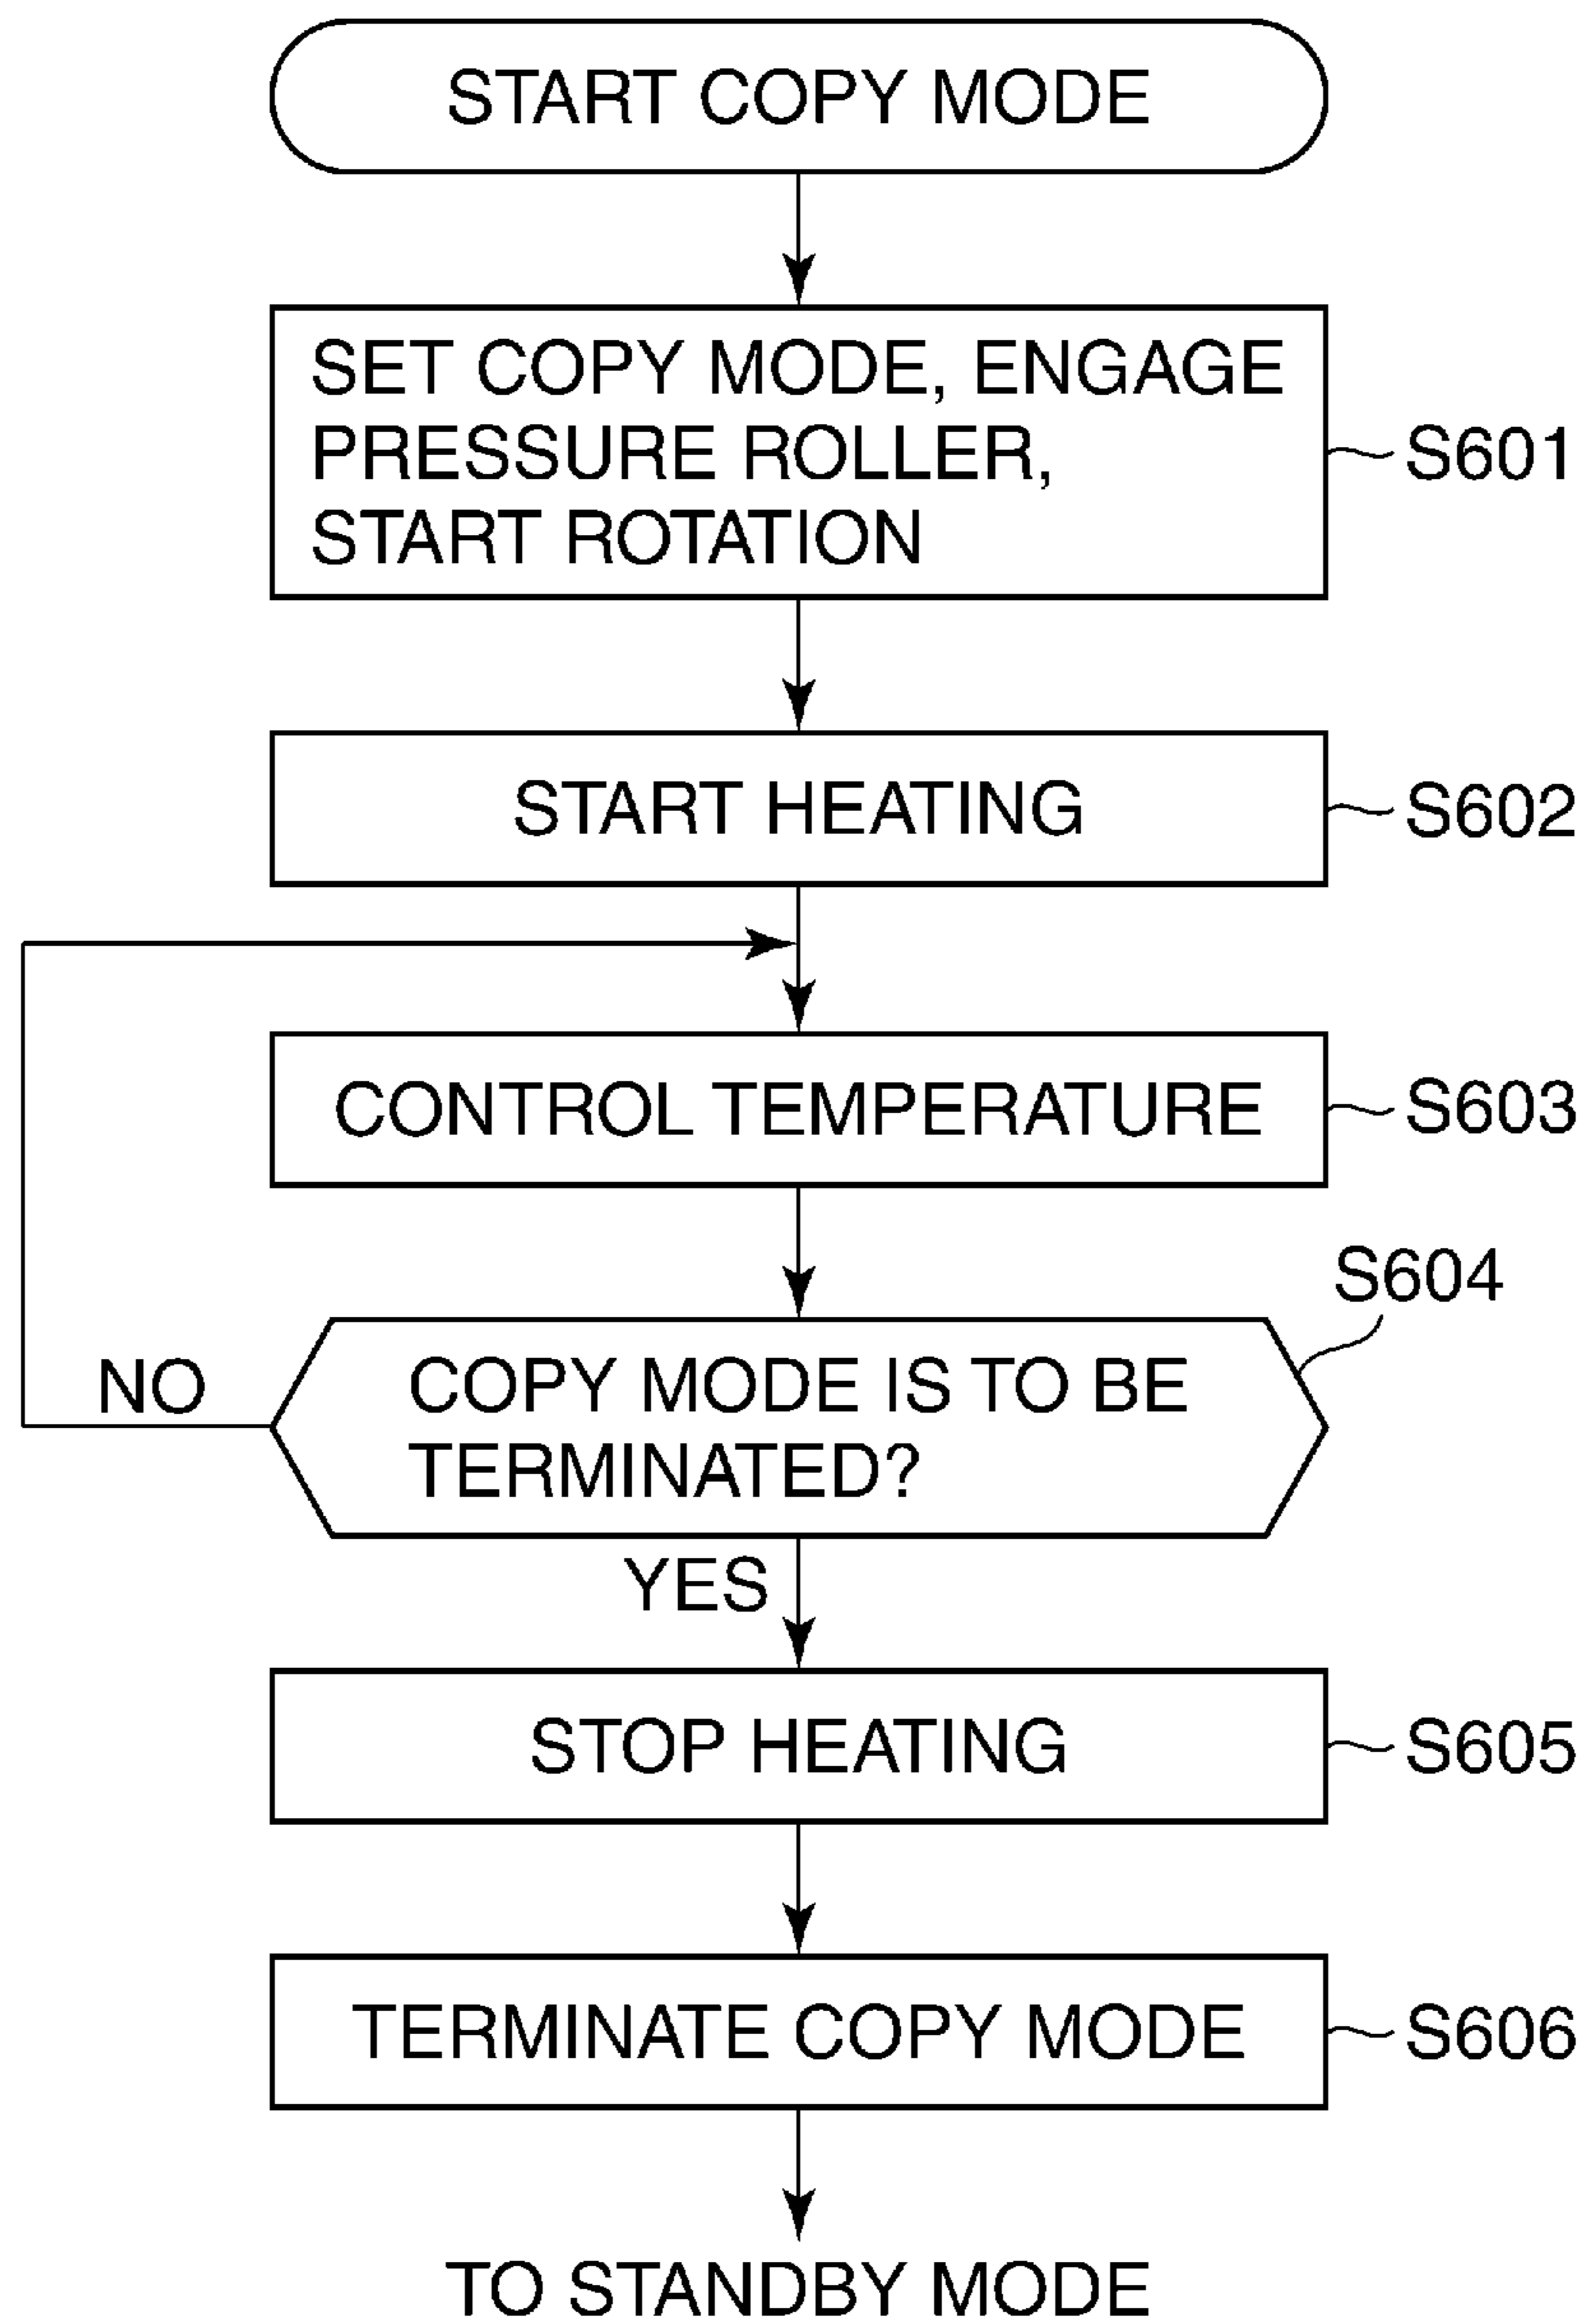 START COPY MODE
SET COPY MODE, ENGAGE
PRESSURE ROLLER,
START ROTATION
S601
START HEATING
S602
CONTROL TEMPERATURE
S603
S604
NO
COPY MODE IS TO BE
TERMINATED?
YES
STOP HEATING
S605
TERMINATE COPY MODE
S606
TO STANDBY MODE